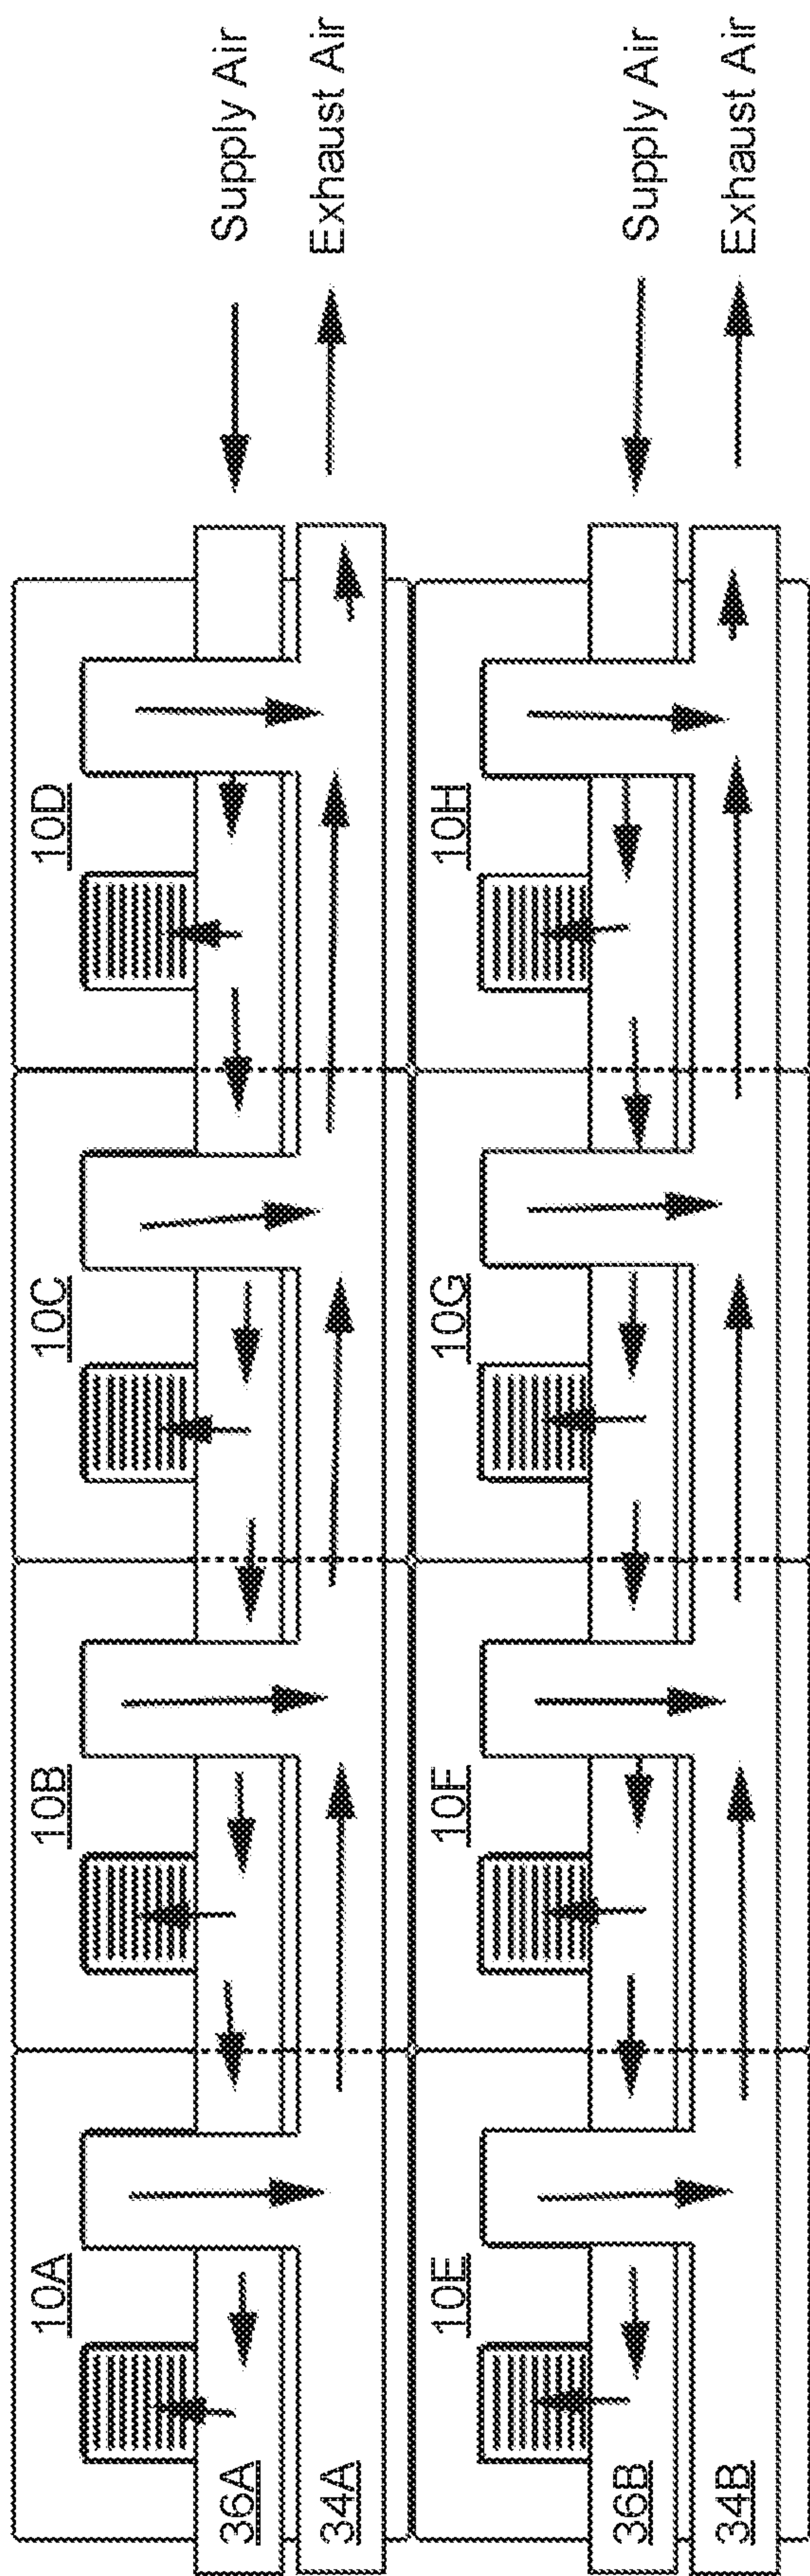 10A
10B
10C
10D
Supply Air
36A
Exhaust Air
34A
10E
10F
10G
10H
Supply Air
36B
Exhaust Air
34B